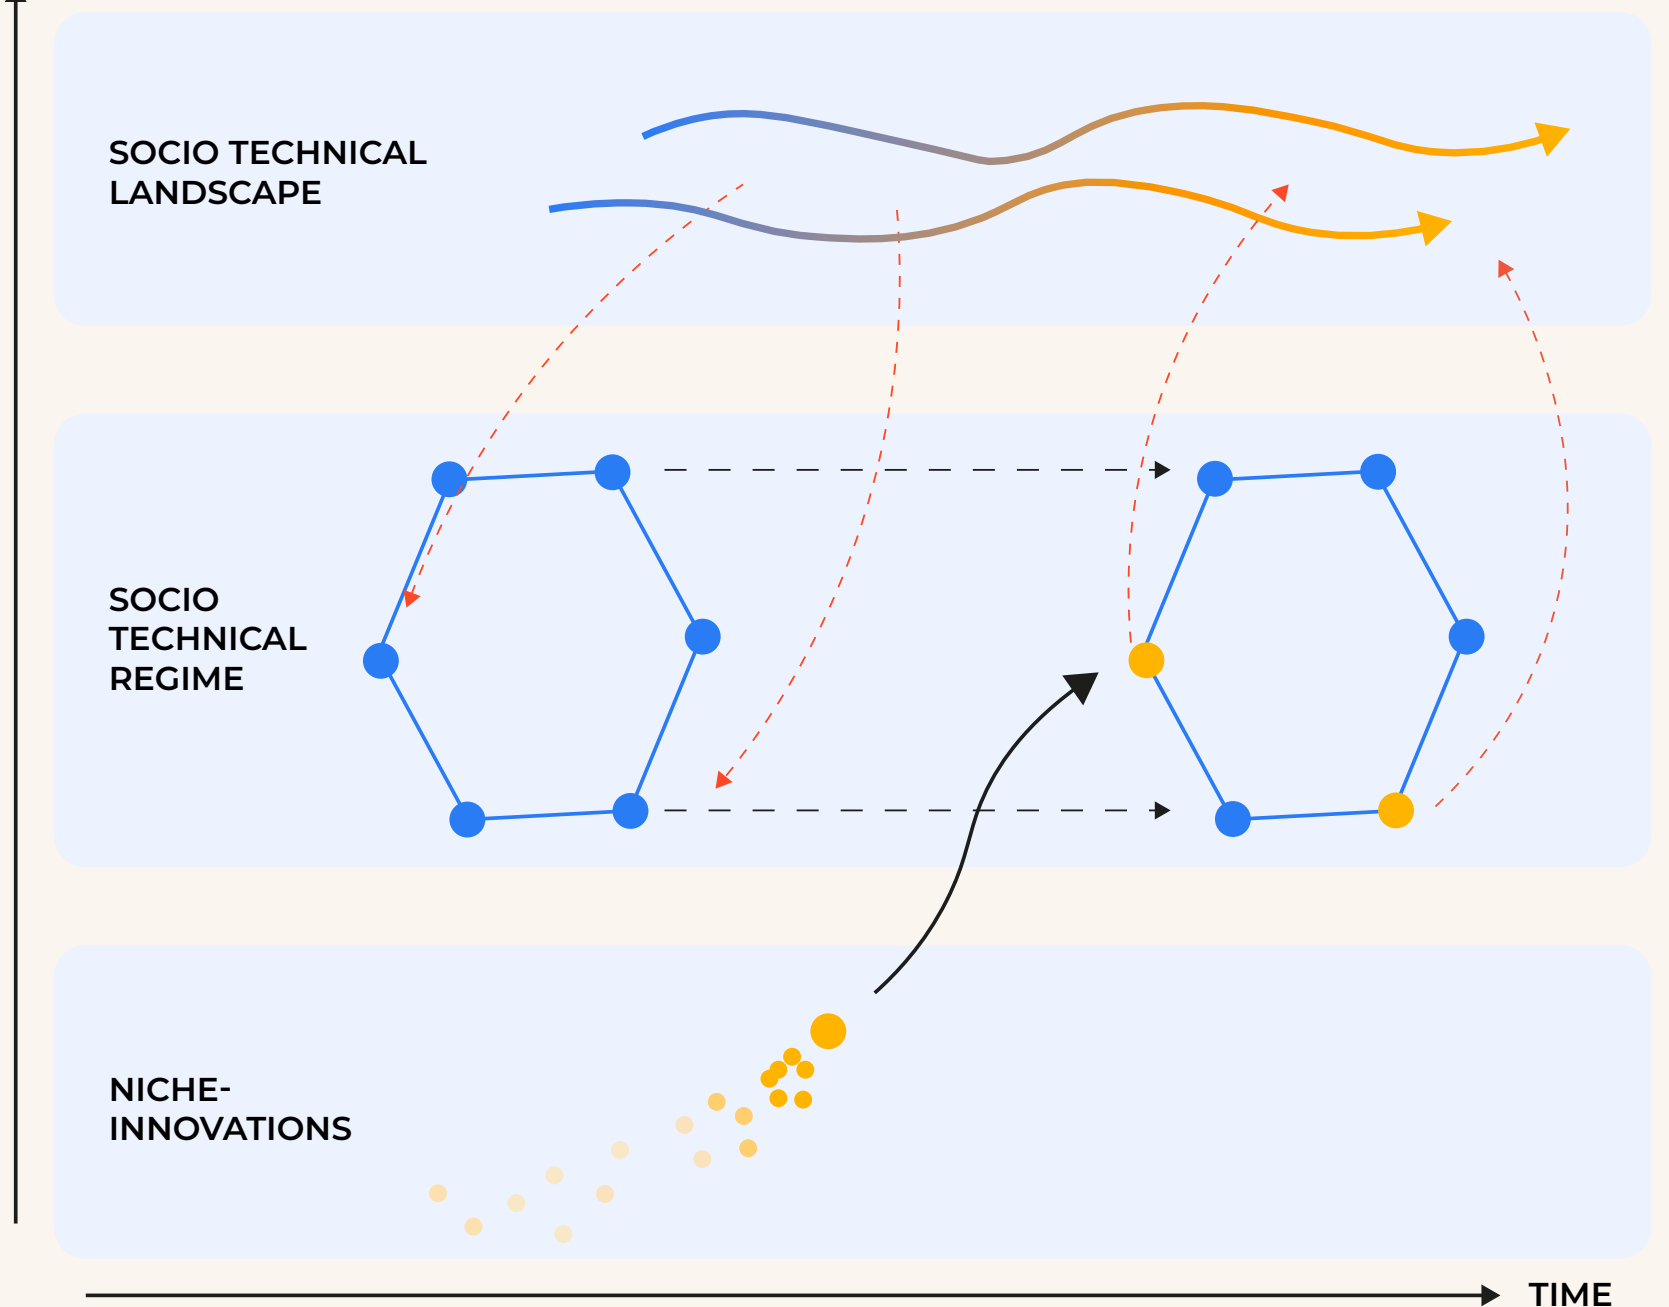 SOCIO TECHNICAL
LANDSCAPE
SOCIO
TECHNICAL
REGIME
NICHE-
INNOVATIONS
TIME